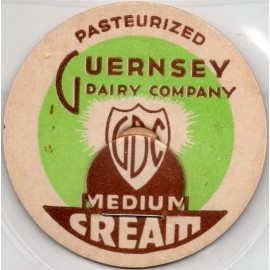 PASTEURIZED
GUERNSEY
DAIRY COMPANY
GDC
MEDIUM
CREAM